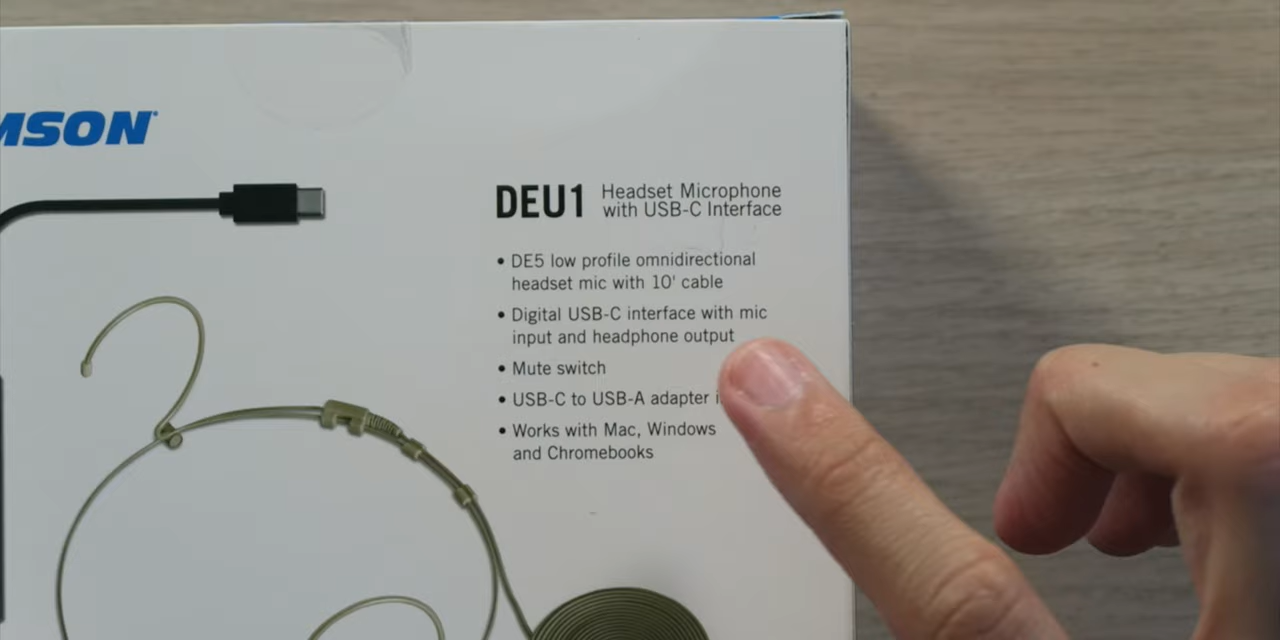 MSON
DEU1 Headset Microphone
with USB-C Interface
• DE5 low profile omnidirectional
headset mic with 10' cable
• Digital USB-C interface with mic
input and headphone output
• Mute switch
• USB-C to USB-A adapter
• Works with Mac, Windows
and Chromebooks